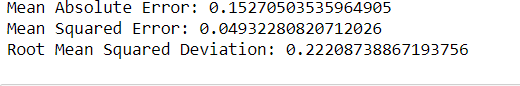 Mean Absolute Error: 0.15270503535964905
Mean Squared Error: 0.04932280820712026
Root Mean Squared Deviation: 0.22208738867193756